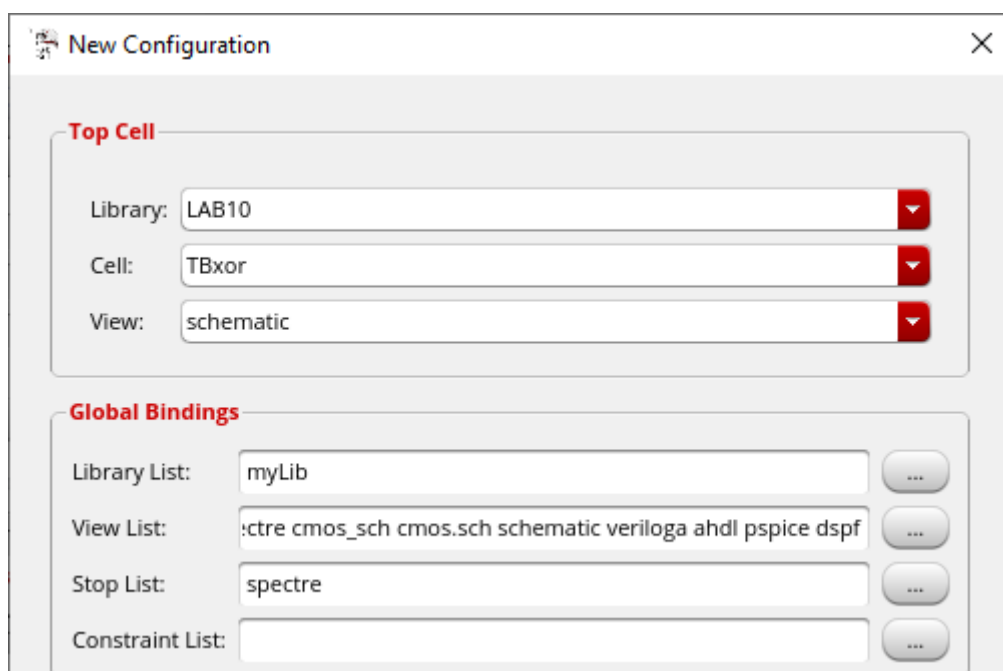 New Configuration
Top Cell
Library: LAB10
Cell: TBxor
View: schematic
Global Bindings
Library List: myLib
...
View List: ectre cmos_sch cmos.sch schematic veriloga ahdl pspice dspf
...
Stop List: spectre
...
Constraint List:
...